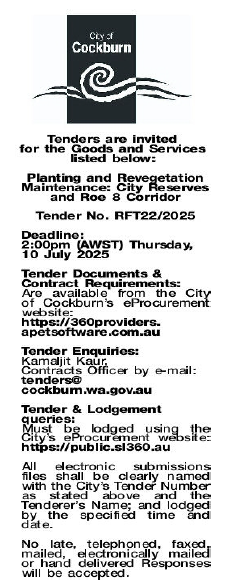 City of
Cockburn
Tenders are invited
for the Goods and Services
listed below:
Planting and Revegetation
Maintenance: City Reserves
and Roe 8 Corridor
Tender No. RFT22/2025
Deadline:
2:00pm (AWST) Thursday,
10 July 2025
Tender Documents &
Contract Requirements:
Are available from the City
of Cockburn's eProcurement
website:
https://360providers.
apetsoftware.com.au
Tender Enquiries:
Kamaljit Kaur,
Contracts Officer by e-mail:
tenders@
cockburn.wa.gov.au
Tender & Lodgement
queries:
Must be lodged using the
City's eProcurement website:
https://public.sl360.au
All electronic submissions
files shall be clearly named
with the City's Tender Number
as stated above and the
Tenderer's Name; and lodged
by the specified time and
date.
No late, telephoned, faxed,
mailed, electronically mailed
or hand delivered Responses
will be accepted.